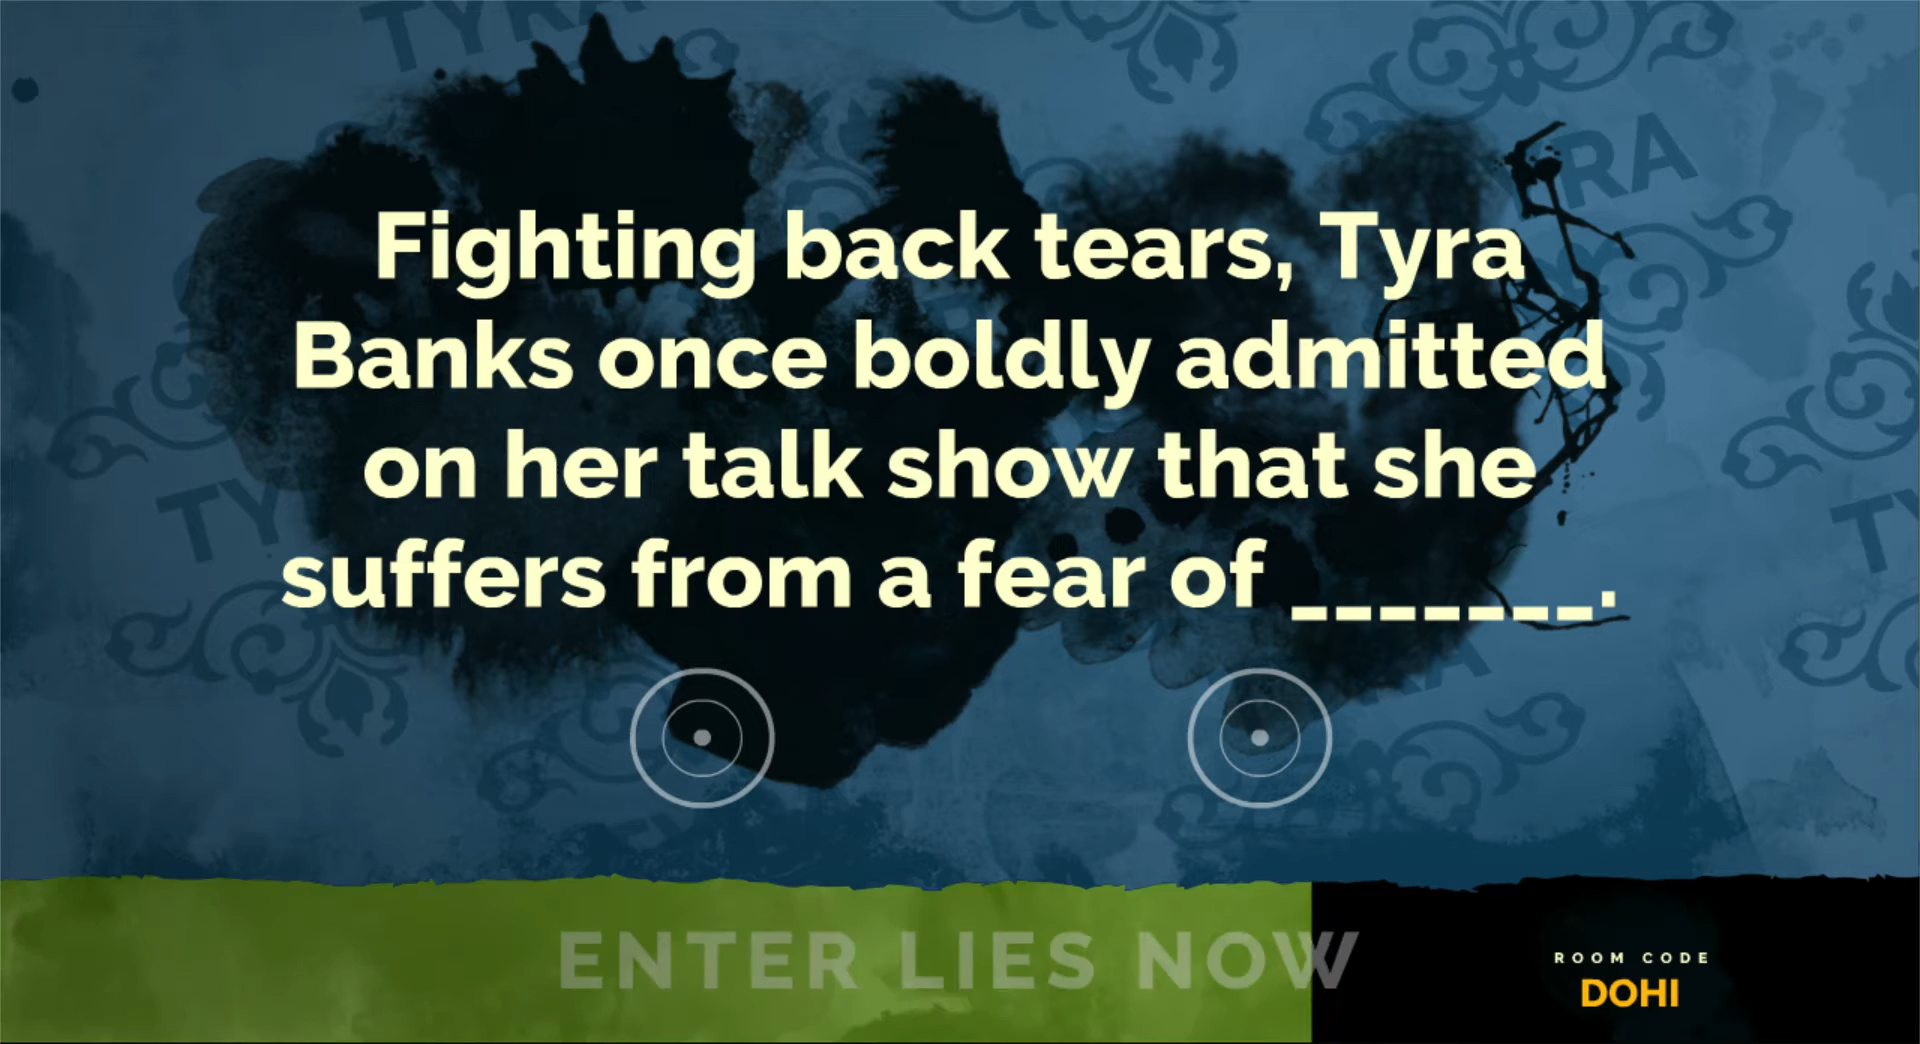 TYRA
Fighting back tears, Tyra
Banks once boldly admitted
on her talk show that she
suffers from a fear of _______.
ENTER LIES NOW
ROOM CODE
DOHI